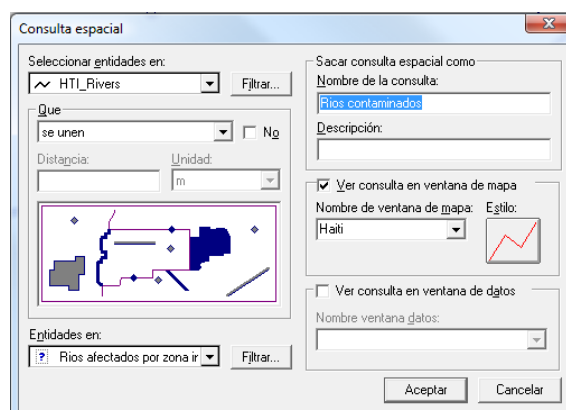 Consulta espacial
Seleccionar entidades en:
HTI_Rivers
Filtrar...
Que
se unen
No
Distancia:
Unidad:
m
Entidades en:
Rios afectados por zona ir
Filtrar...
Sacar consulta espacial como
Nombre de la consulta:
Rios contaminados
Descripción:
Ver consulta en ventana de mapa
Nombre de ventana de mapa:
Estilo:
Haiti
Ver consulta en ventana de datos
Nombre ventana datos:
Aceptar
Cancelar